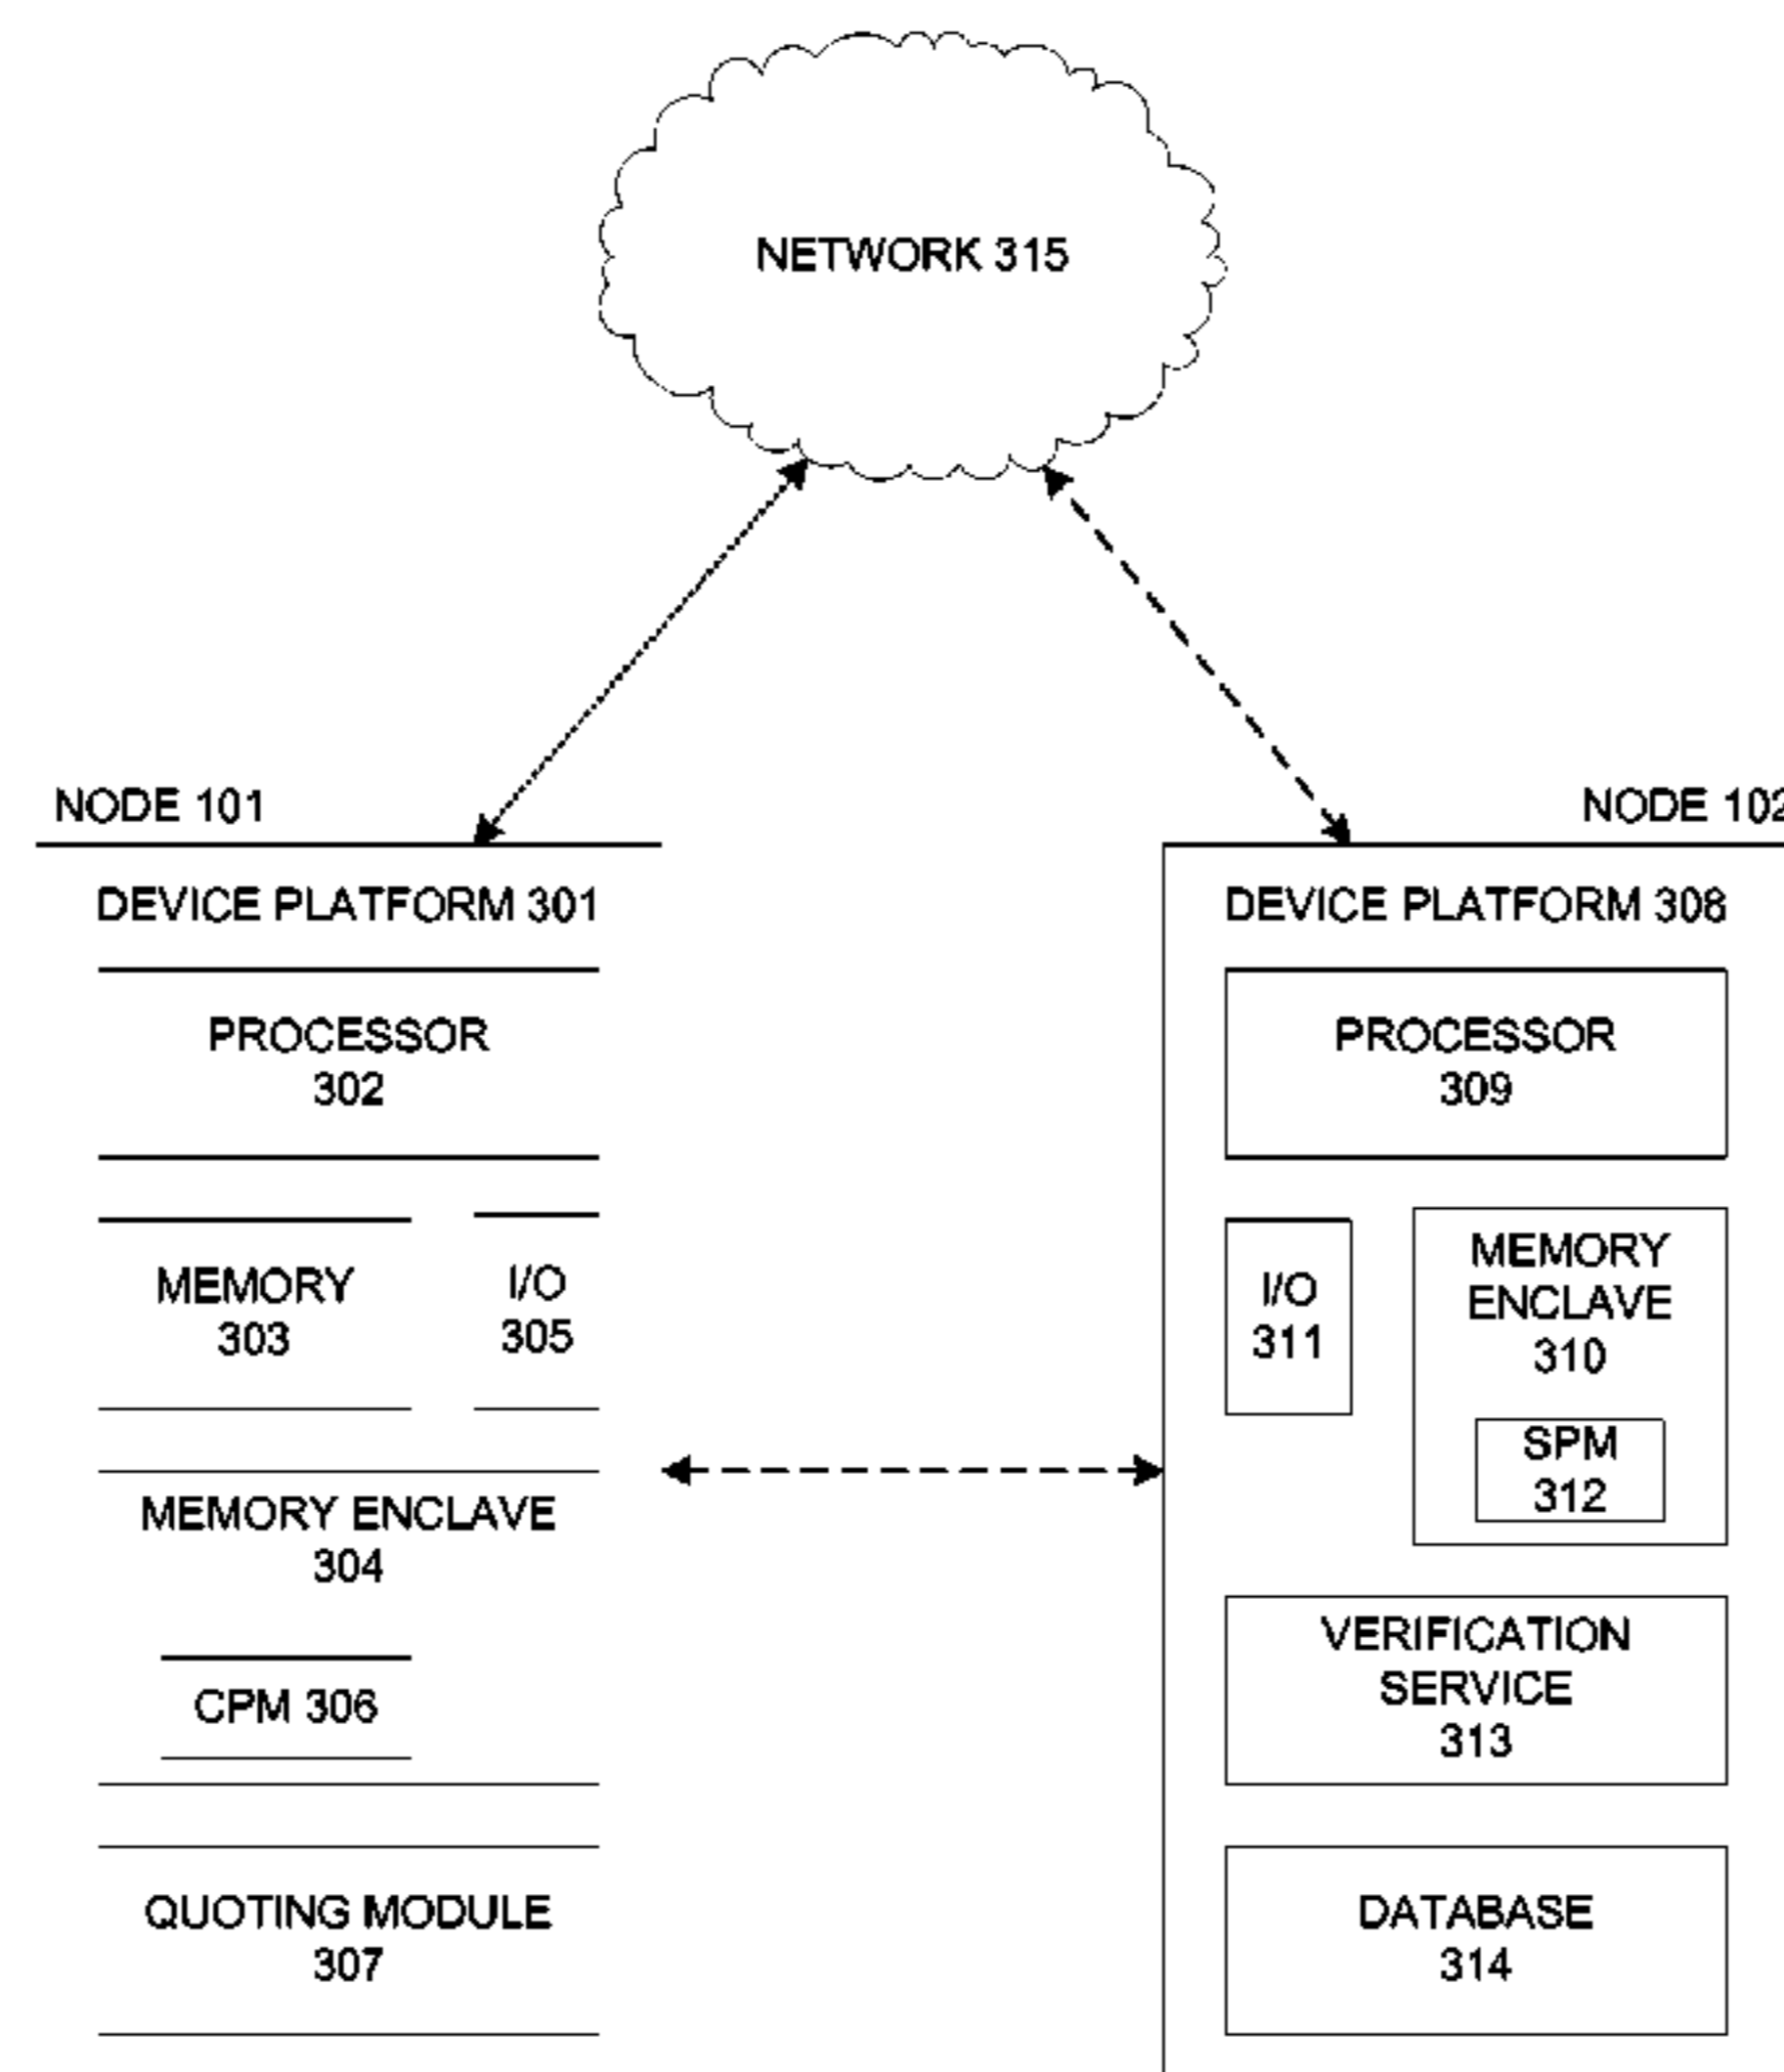 NETWORK 315
NODE 101
DEVICE PLATFORM 301
PROCESSOR
302
MEMORY
303
I/O
305
MEMORY ENCLAVE
304
CPM 306
QUOTING MODULE
307
NODE 102
DEVICE PLATFORM 308
PROCESSOR
309
I/O
311
MEMORY
ENCLAVE
310
SPM
312
VERIFICATION
SERVICE
313
DATABASE
314